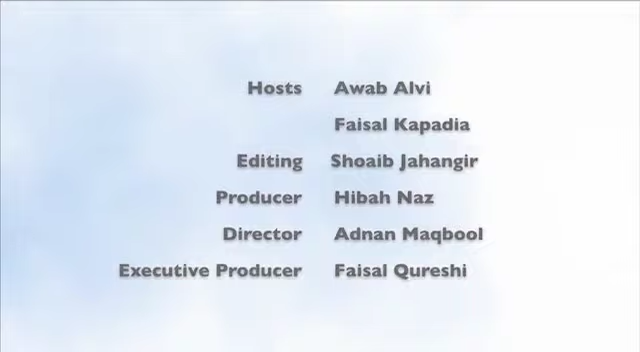 Hosts Awab Alvi
Faisal Kapadia
Editing Shoaib Jahangir
Producer Hibah Naz
Director Adnan Maqbool
Executive Producer Faisal Qureshi